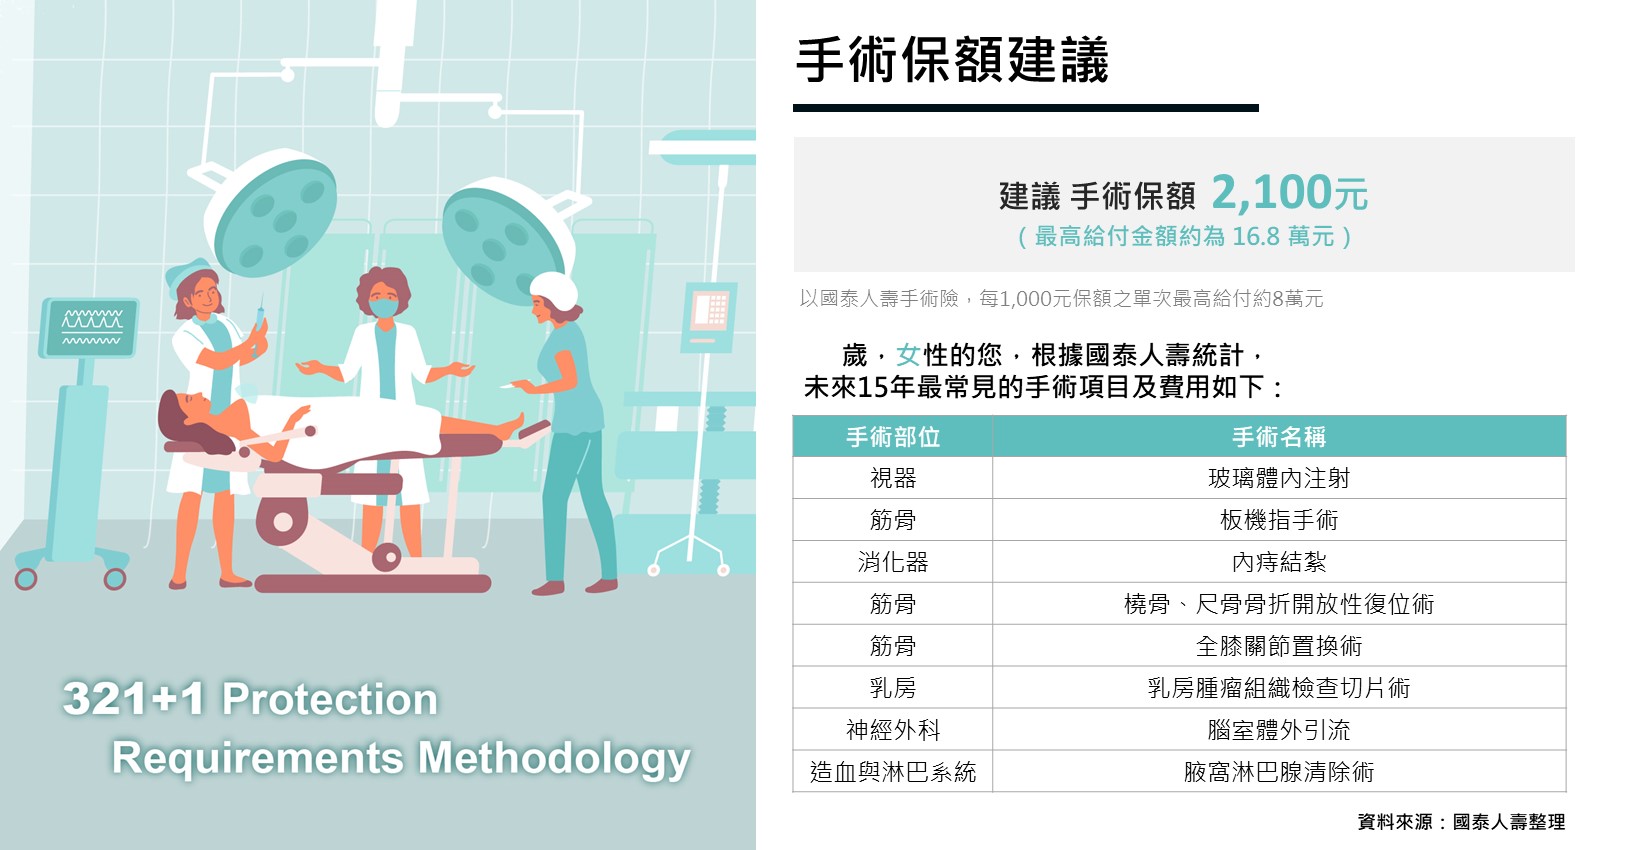 手術保額建議
建議 手術保額 2,100元
(最高給付金額約為 16.8 萬元)
以國泰人壽手術險，每1,000元保額之單次最高給付約8萬元
歲，女性的您，根據國泰人壽統計，
未來15年最常見的手術項目及費用如下：
手術部位 手術名稱
視器 玻璃體內注射
筋骨 板機指手術
消化器 內痔結紮
筋骨 橈骨、尺骨骨折開放性復位術
筋骨 全膝關節置換術
乳房 乳房腫瘤組織檢查切片術
神經外科 腦室體外引流
造血與淋巴系統 腋窩淋巴腺清除術
資料來源：國泰人壽整理
321+1 Protection
Requirements Methodology